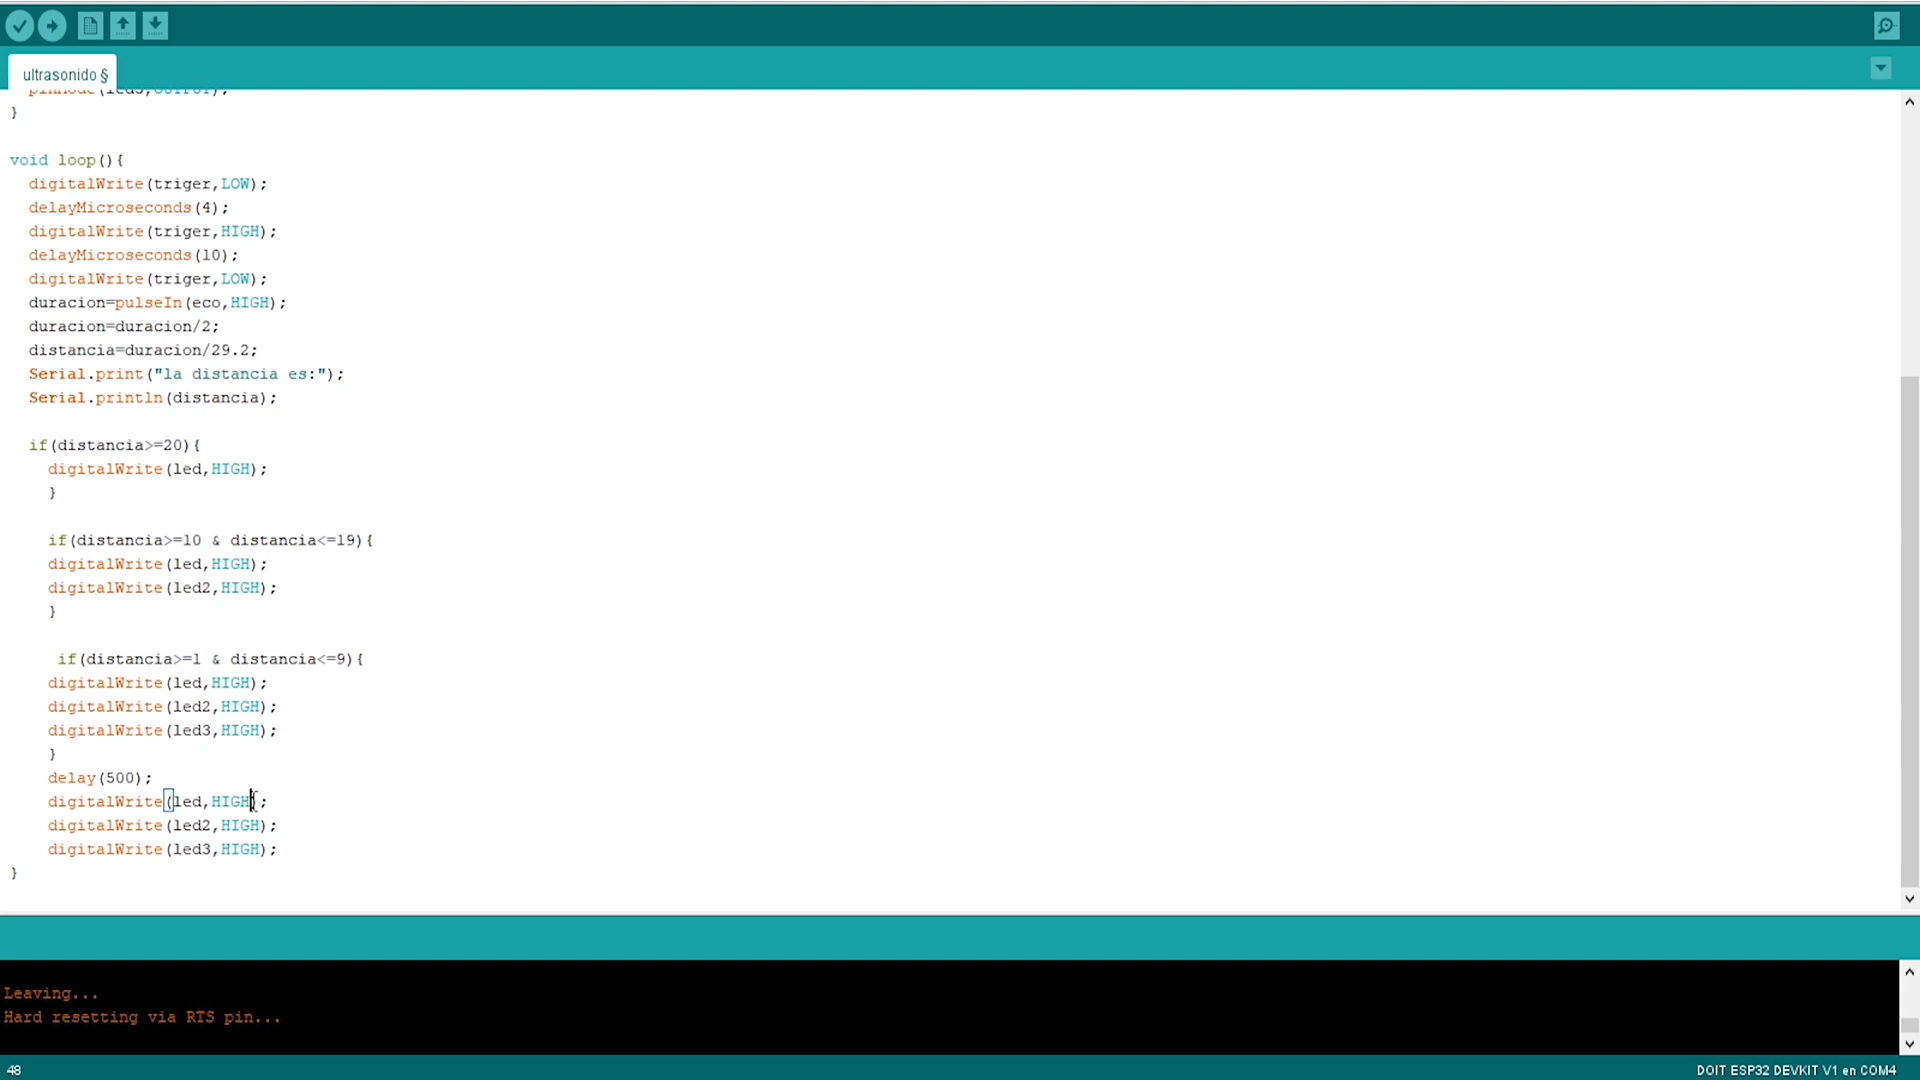 ultrasonido §
pinMode(led3,OUTPUT);
}
void loop(){
digitalWrite(triger,LOW);
delayMicroseconds(4);
digitalWrite(triger,HIGH);
delayMicroseconds(10);
digitalWrite(triger,LOW);
duracion=pulseIn(eco,HIGH);
duracion=duracion/2;
distancia=duracion/29.2;
Serial.print("la distancia es:");
Serial.println(distancia);
if(distancia>=20){
digitalWrite(led,HIGH);
}
if(distancia>=10 & distancia<=19){
digitalWrite(led,HIGH);
digitalWrite(led2,HIGH);
}
if(distancia>=1 & distancia<=9){
digitalWrite(led,HIGH);
digitalWrite(led2,HIGH);
digitalWrite(led3,HIGH);
}
delay(500);
digitalWrite(led,HIGH);
digitalWrite(led2,HIGH);
digitalWrite(led3,HIGH);
}
Leaving...
Hard resetting via RTS pin...
48
DOIT ESP32 DEVKIT V1 en COM4